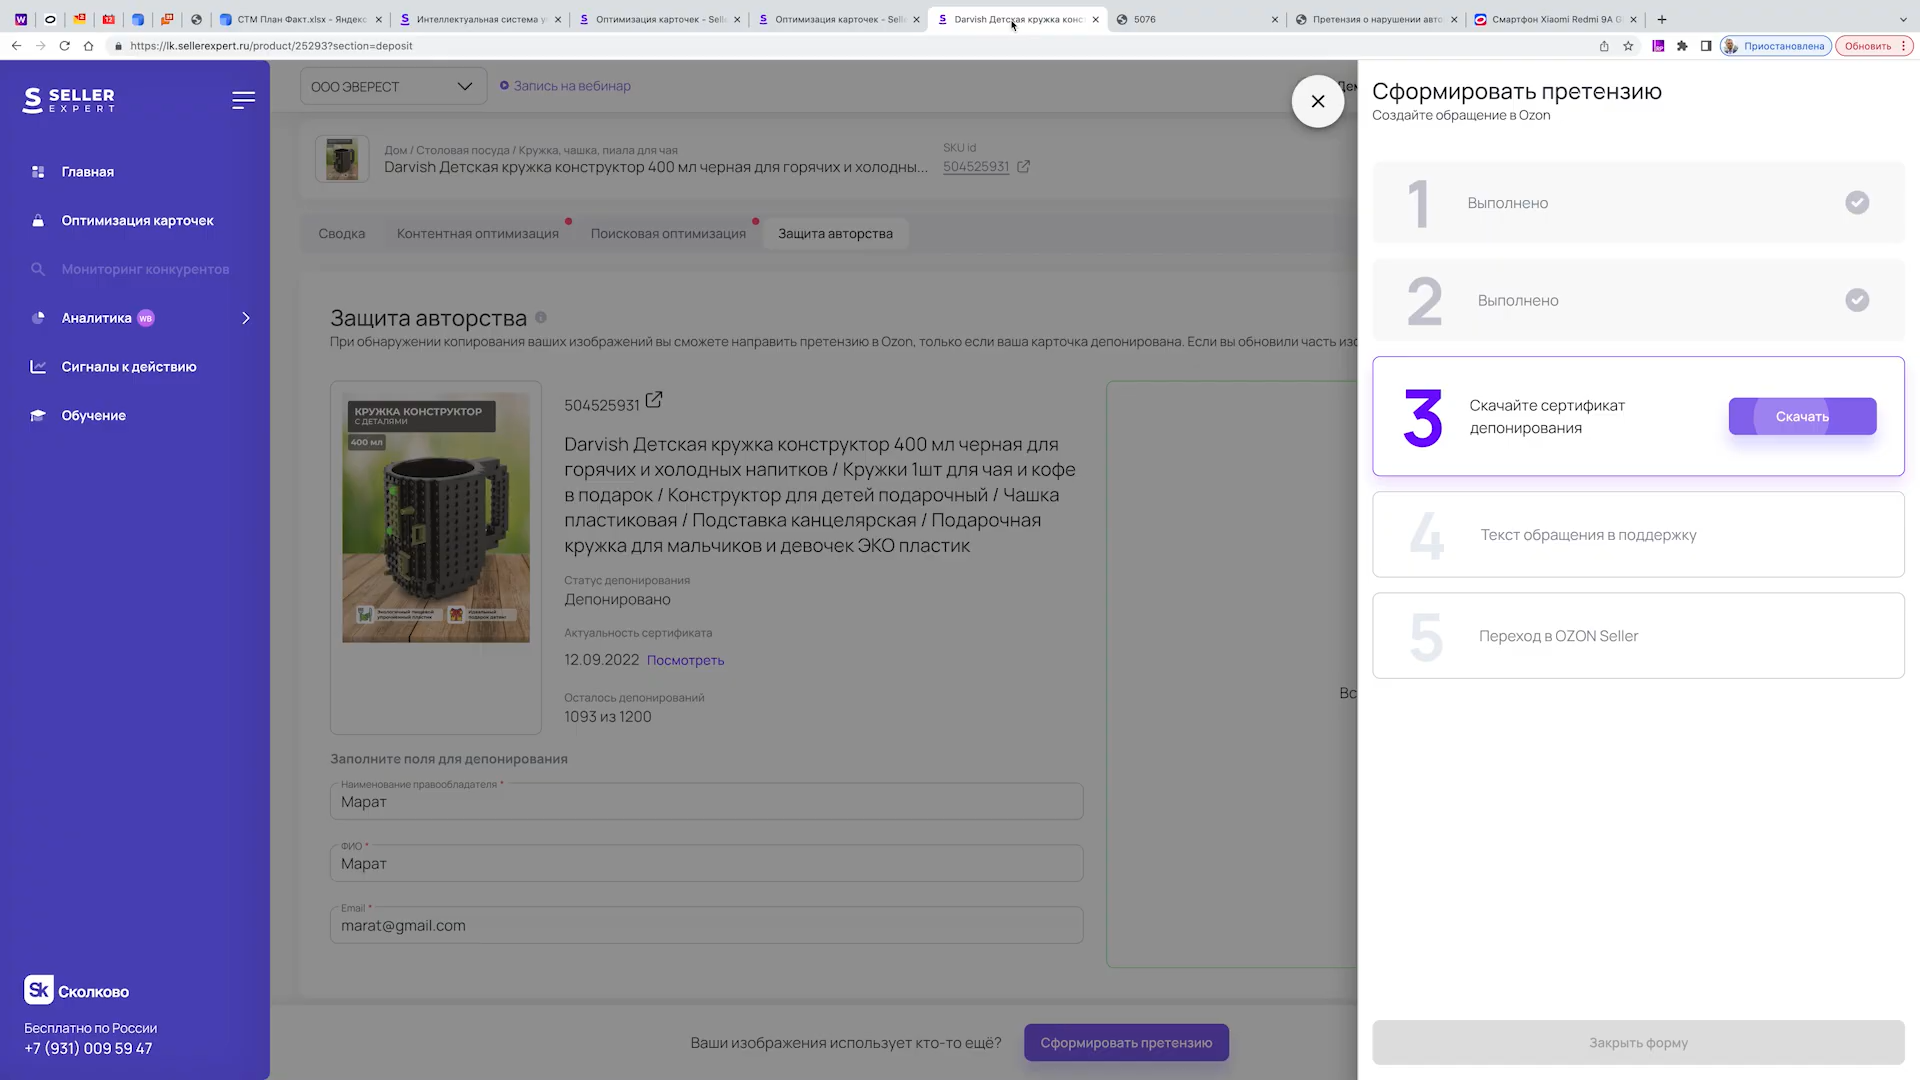 СТМ План Факт.xlsx - Яндекс
Интеллектуальная система у
Оптимизация карточек - Sell
Оптимизация карточек - Selle
Darvish Детская кружка конс
5076
Претензия о нарушении авто
Смартфон Xiaomi Redmi 9A G
https://lk.sellerexpert.ru/product/25293?section=deposit
Приостановлена
Обновить
SELLER
EXPERT
Главная
Оптимизация карточек
Мониторинг конкурентов
Аналитика WB
Сигналы к действию
Обучение
Sk Сколково
Бесплатно по России
+7 (931) 009 59 47
ООО ЭВЕРЕСТ
Запись на вебинар
Дом / Столовая посуда / Кружка, чашка, пиала для чая
Darvish Детская кружка конструктор 400 мл черная для горячих и холодны...
SKU id
504525931
Сводка
Контентная оптимизация
Поисковая оптимизация
Защита авторства
Защита авторства
При обнаружении копирования ваших изображений вы сможете направить претензию в Ozon, только если ваша карточка депонирована. Если вы обновили часть изо
КРУЖКА КОНСТРУКТОР
С ДЕТАЛЯМИ
400 мл
504525931
Darvish Детская кружка конструктор 400 мл черная для
горячих и холодных напитков / Кружки 1шт для чая и кофе
в подарок / Конструктор для детей подарочный / Чашка
пластиковая / Подставка канцелярская / Подарочная
кружка для мальчиков и девочек ЭКО пластик
Статус депонирования
Депонировано
Актуальность сертификата
12.09.2022 Посмотреть
Осталось депонирований
1093 из 1200
Вс
Заполните поля для депонирования
Наименование правообладателя *
Марат
ФИО *
Марат
Email *
marat@gmail.com
Ваши изображения использует кто-то ещё?
Сформировать претензию
Сформировать претензию
Создайте обращение в Ozon
1
Выполнено
2
Выполнено
3
Скачайте сертификат
депонирования
Скачать
4
Текст обращения в поддержку
5
Переход в OZON Seller
Закрыть форму